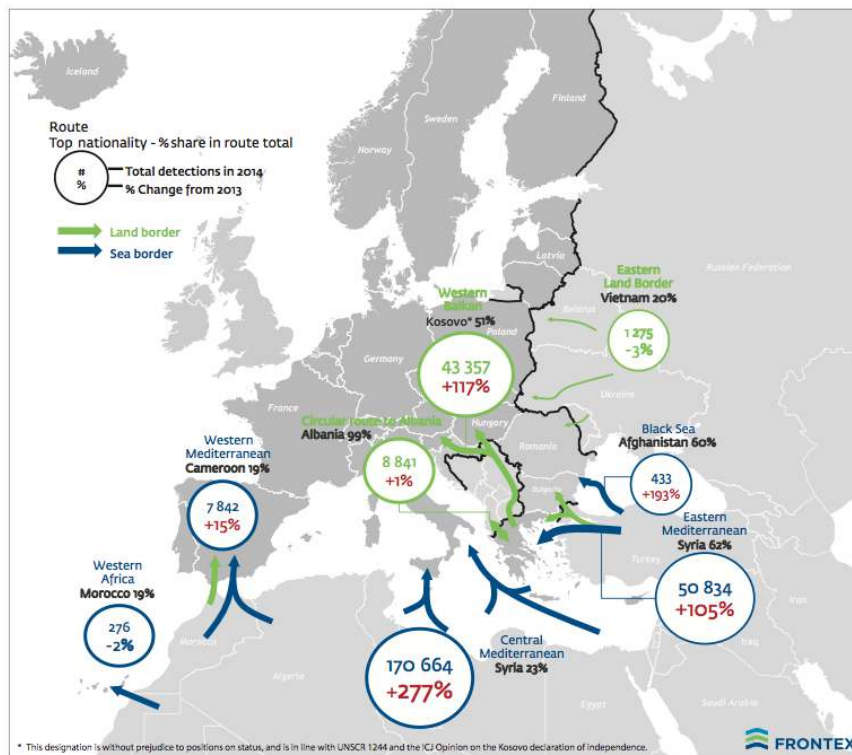 Iceland
Finland
Sweden
Norway
Route
Top nationality - % share in route total
#
%
Total detections in 2014
% Change from 2013
Land border
Sea border
Latvia
Russian Federation
Eastern
Land Border
Vietnam 20%
1 275
-3%
Belarus
Western
Balkan
Kosovo* 51%
43 357
+117%
Poland
Germany
Ukraine
France
Circular route to Albania
Albania 99%
8 841
+1%
Hungary
Romania
Bulgaria
Black Sea
Afghanistan 60%
433
+193%
Western
Mediterranean
Cameroon 19%
7 842
+15%
Eastern
Mediterranean
Syria 62%
50 834
+105%
Turkey
Western
Africa
Morocco 19%
276
-2%
Morocco
Algeria
Central
Mediterranean
Syria 23%
170 664
+277%
Iran
Iraq
Egypt
Saudi Arabia
* This designation is without prejudice to positions on status, and is in line with UNSCR 1244 and the ICJ Opinion on the Kosovo declaration of independence.
FRONTEX